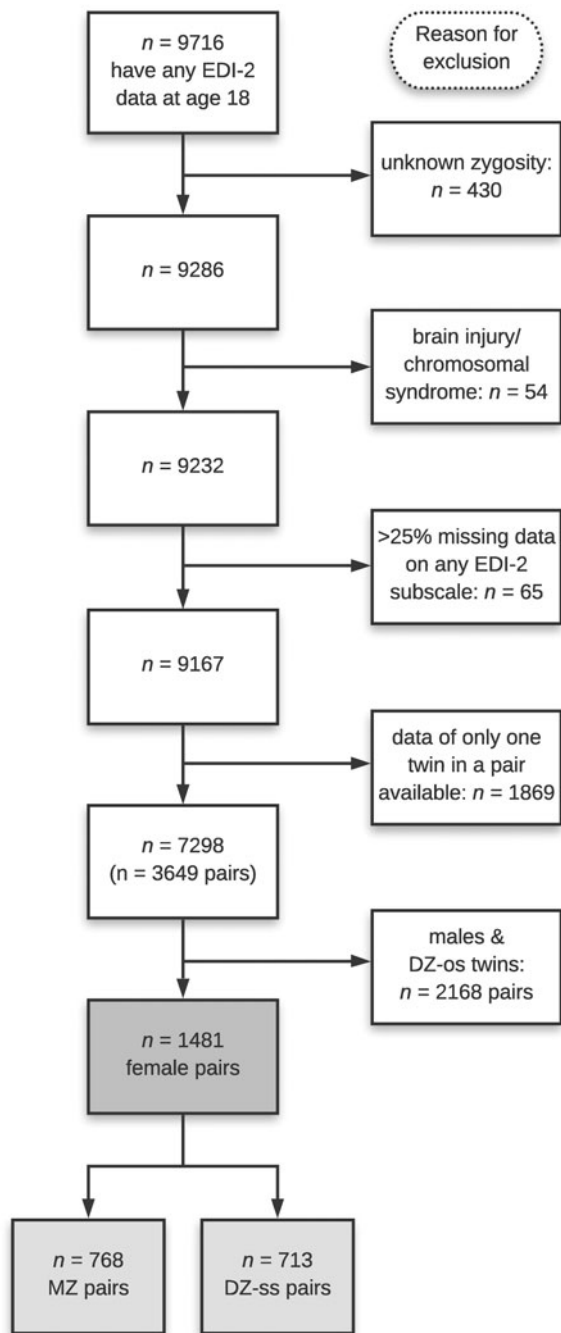 n = 9716
have any EDI-2
data at age 18
Reason for
exclusion
unknown zygosity:
n = 430
n = 9286
brain injury/
chromosomal
syndrome: n = 54
n = 9232
>25% missing data
on any EDI-2
subscale: n = 65
n = 9167
data of only one
twin in a pair
available: n = 1869
n = 7298
(n = 3649 pairs)
males &
DZ-os twins:
n = 2168 pairs
n = 1481
female pairs
n = 768
MZ pairs
n = 713
DZ-ss pairs